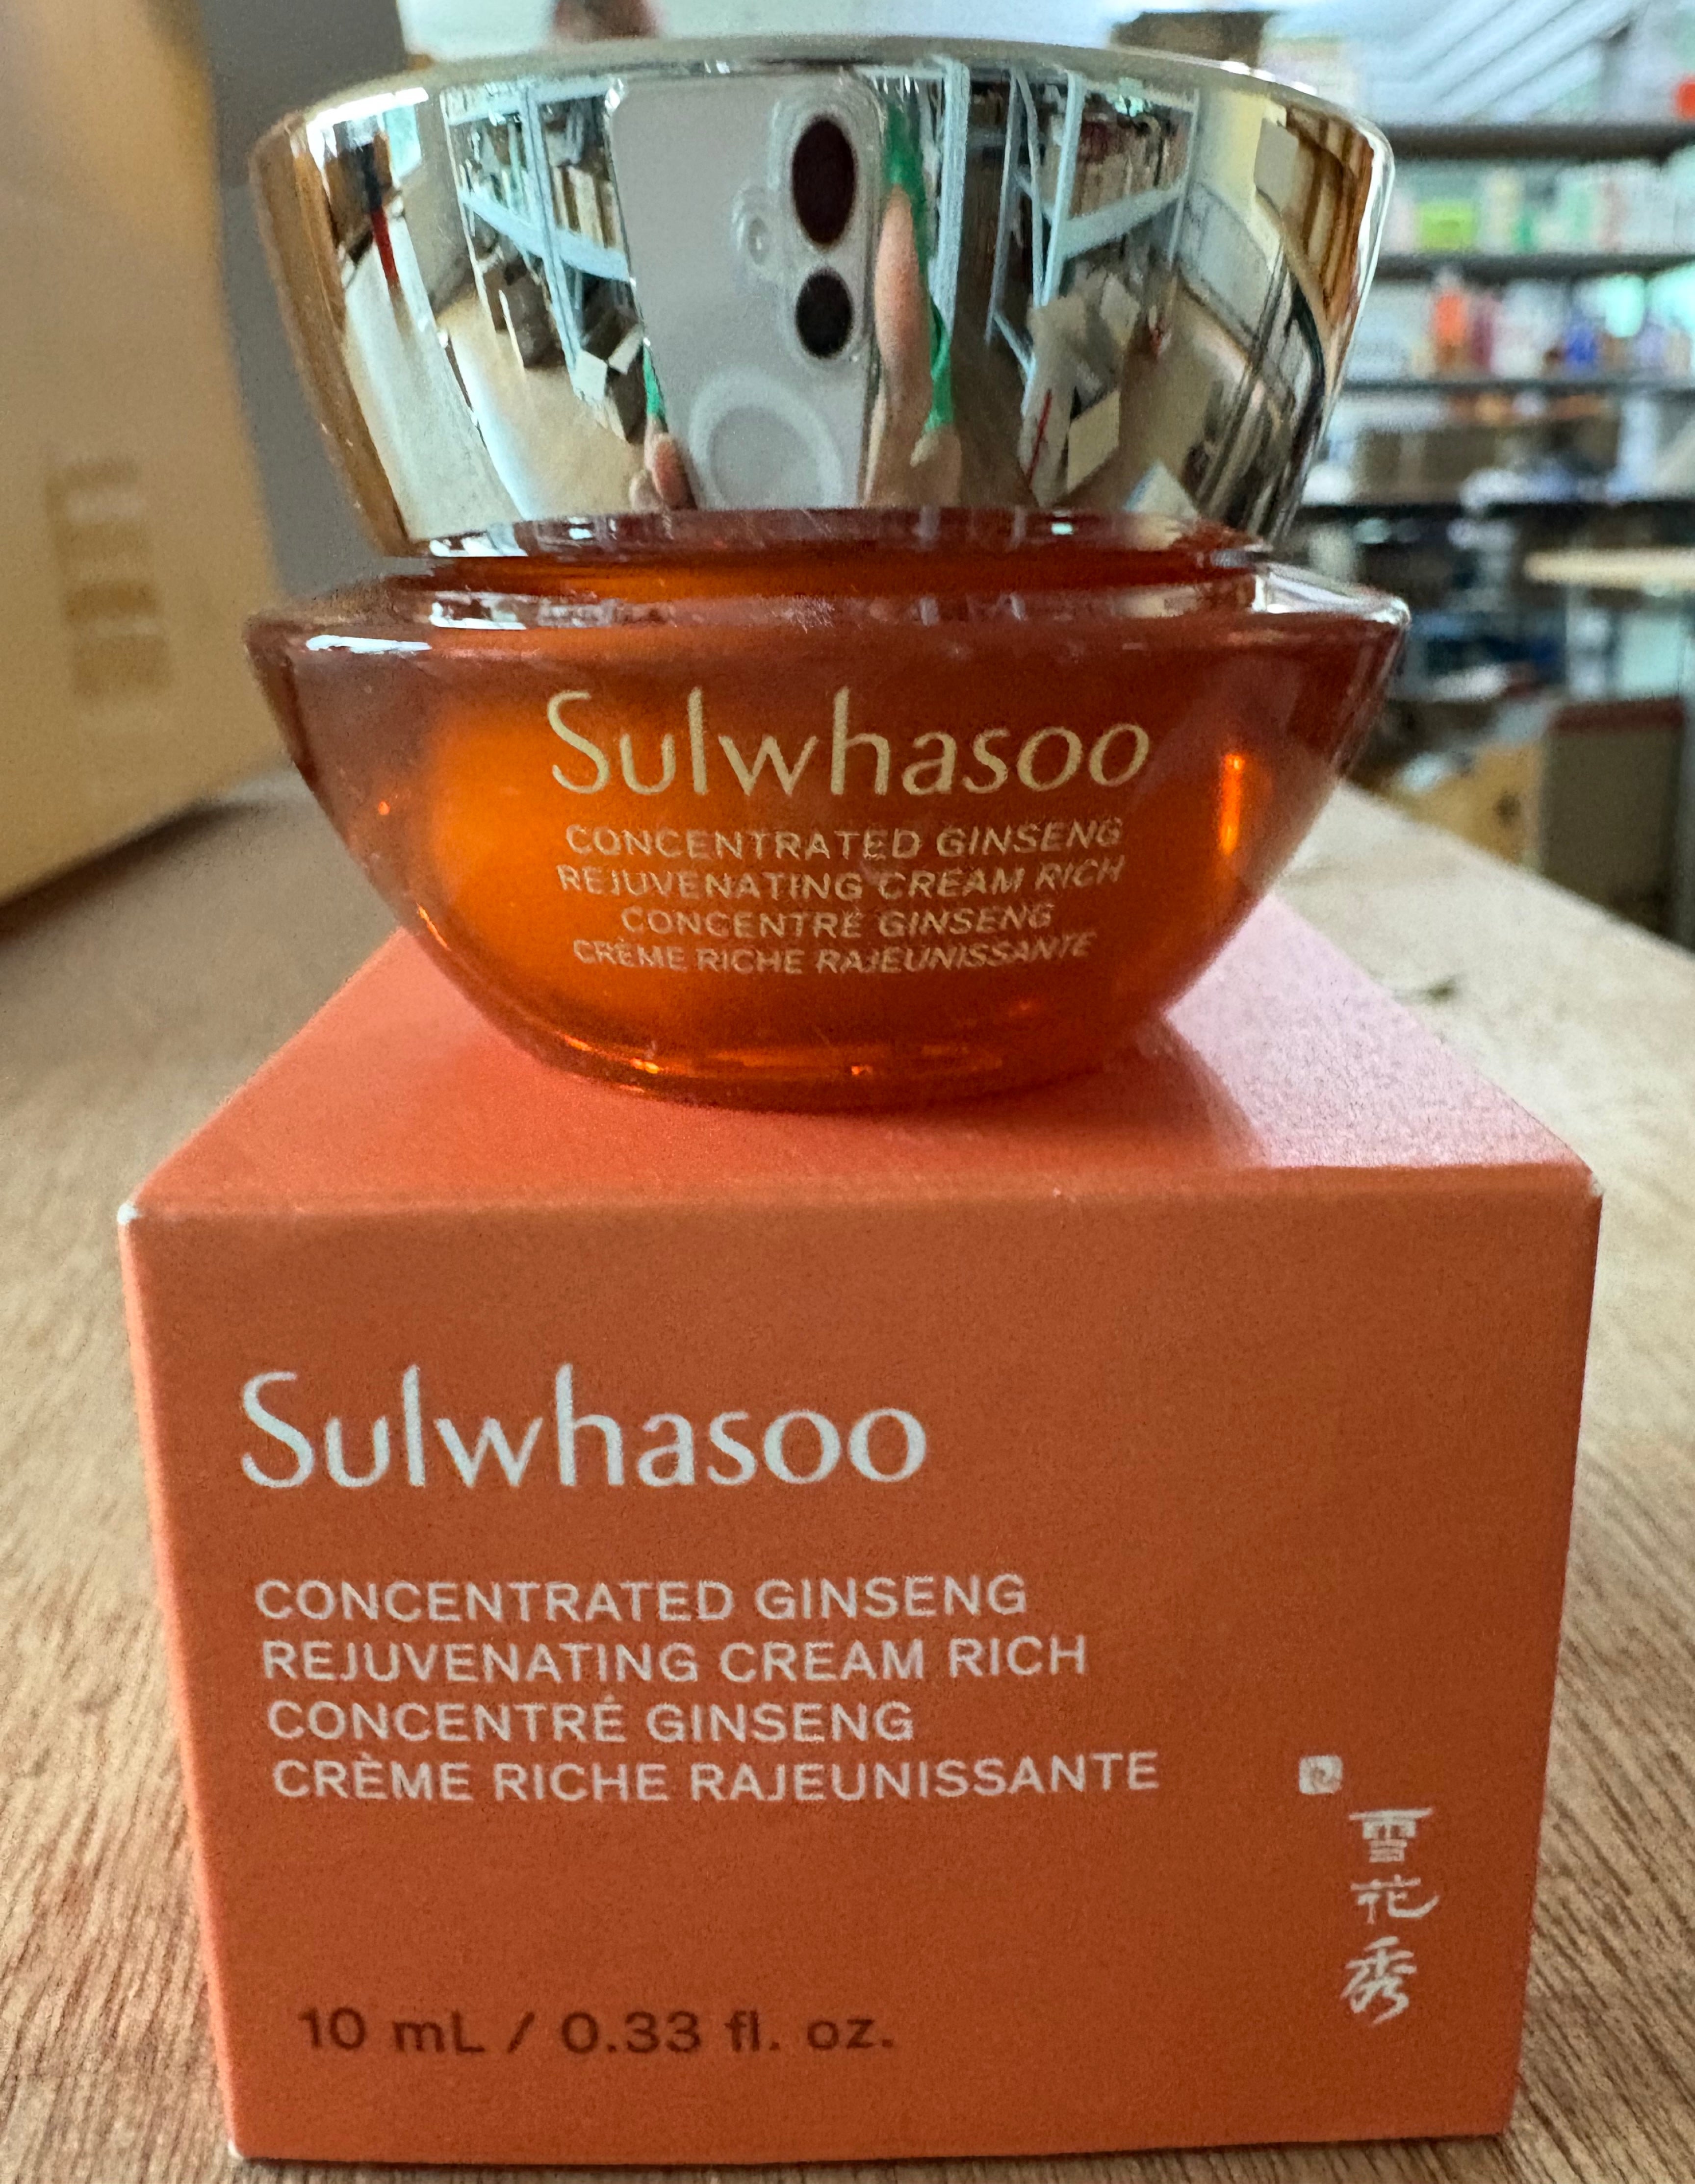 Sulwhasoo
CONCENTRATED GINSENG
REJUVENATING CREAM RICH
CONCENTRÉ GINSENG
CRÈME RICHE RAJEUNISSANTE
Sulwhasoo
CONCENTRATED GINSENG
REJUVENATING CREAM RICH
CONCENTRÉ GINSENG
CRÈME RICHE RAJEUNISSANTE
雪
花
秀
10 mL / 0.33 fl. oz.